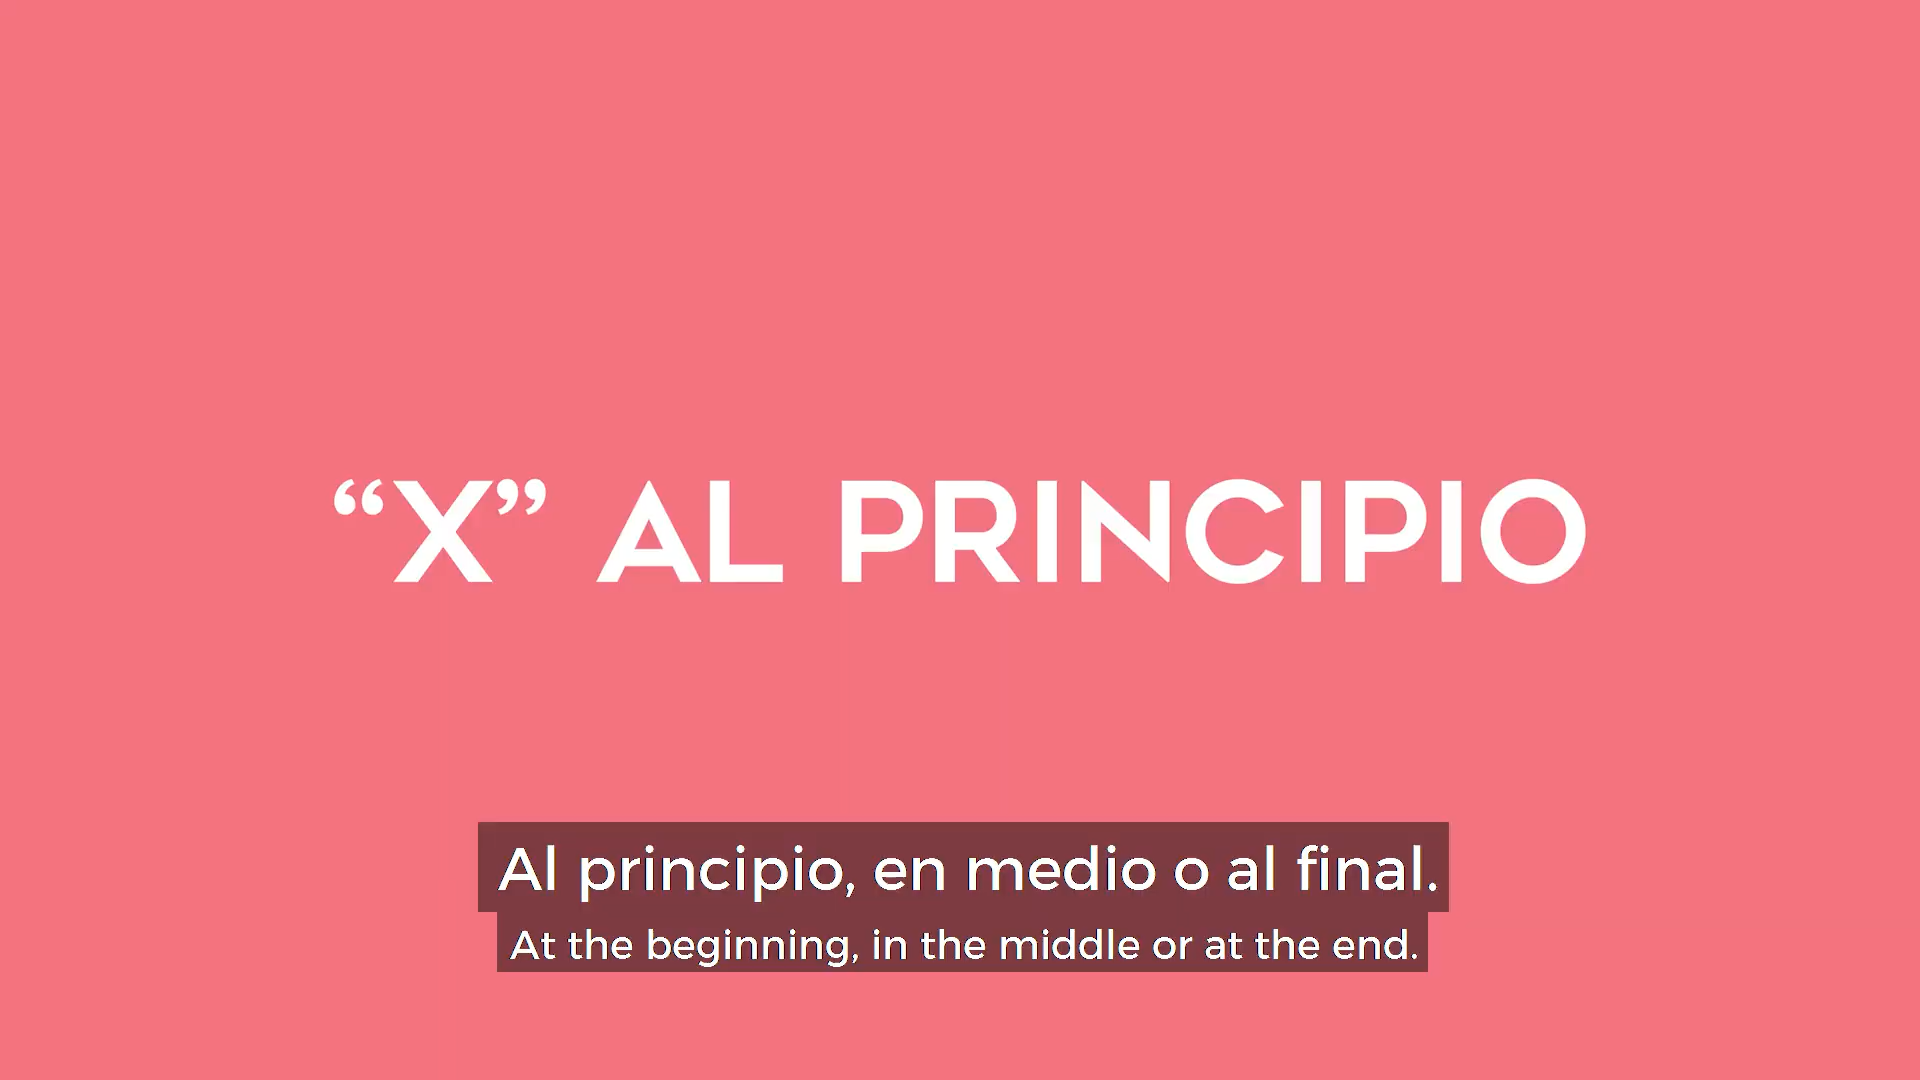 “X” AL PRINCIPIO
Al principio, en medio o al final.
At the beginning, in the middle or at the end.